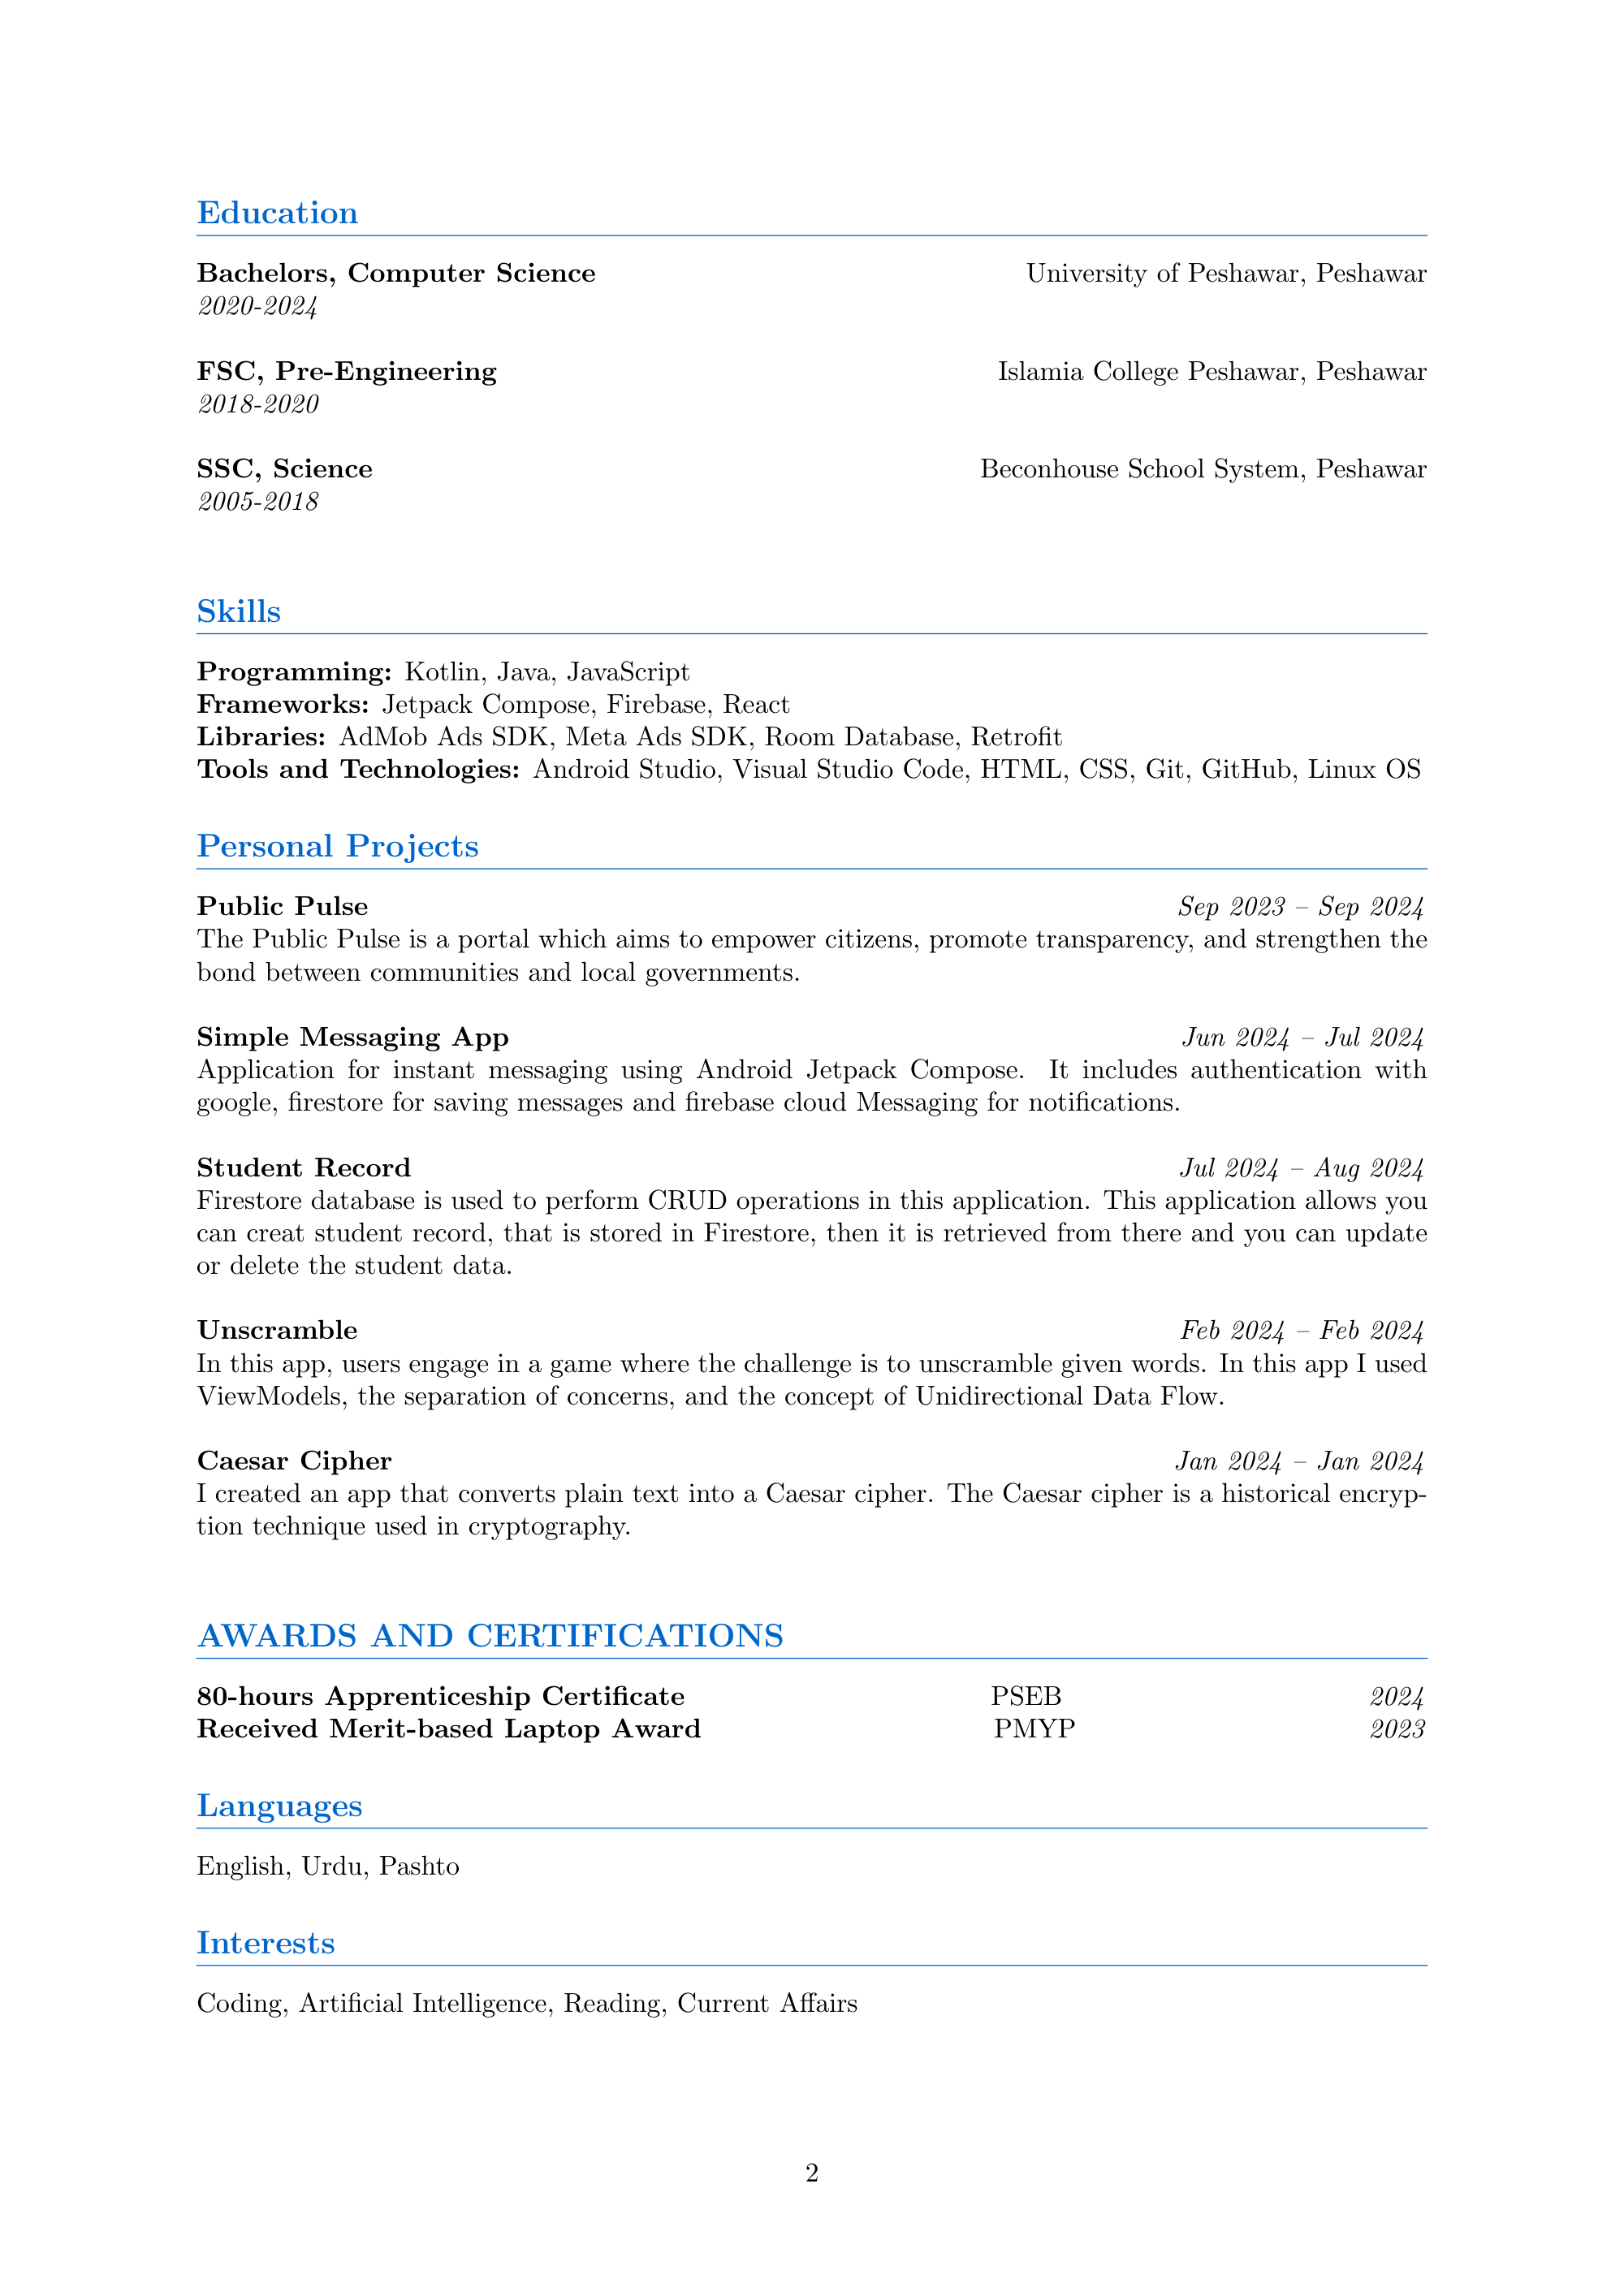 Education
Bachelors, Computer Science University of Peshawar, Peshawar
2020-2024
FSC, Pre-Engineering Islamia College Peshawar, Peshawar
2018-2020
SSC, Science Beconhouse School System, Peshawar
2005-2018
Skills
Programming: Kotlin, Java, JavaScript
Frameworks: Jetpack Compose, Firebase, React
Libraries: AdMob Ads SDK, Meta Ads SDK, Room Database, Retrofit
Tools and Technologies: Android Studio, Visual Studio Code, HTML, CSS, Git, GitHub, Linux OS
Personal Projects
Public Pulse Sep 2023 – Sep 2024
The Public Pulse is a portal which aims to empower citizens, promote transparency, and strengthen the
bond between communities and local governments.
Simple Messaging App Jun 2024 – Jul 2024
Application for instant messaging using Android Jetpack Compose. It includes authentication with
google, firestore for saving messages and firebase cloud Messaging for notifications.
Student Record Jul 2024 – Aug 2024
Firestore database is used to perform CRUD operations in this application. This application allows you
can creat student record, that is stored in Firestore, then it is retrieved from there and you can update
or delete the student data.
Unscramble Feb 2024 – Feb 2024
In this app, users engage in a game where the challenge is to unscramble given words. In this app I used
ViewModels, the separation of concerns, and the concept of Unidirectional Data Flow.
Caesar Cipher Jan 2024 – Jan 2024
I created an app that converts plain text into a Caesar cipher. The Caesar cipher is a historical encryp-
tion technique used in cryptography.
AWARDS AND CERTIFICATIONS
80-hours Apprenticeship Certificate PSEB 2024
Received Merit-based Laptop Award PMYP 2023
Languages
English, Urdu, Pashto
Interests
Coding, Artificial Intelligence, Reading, Current Affairs
2